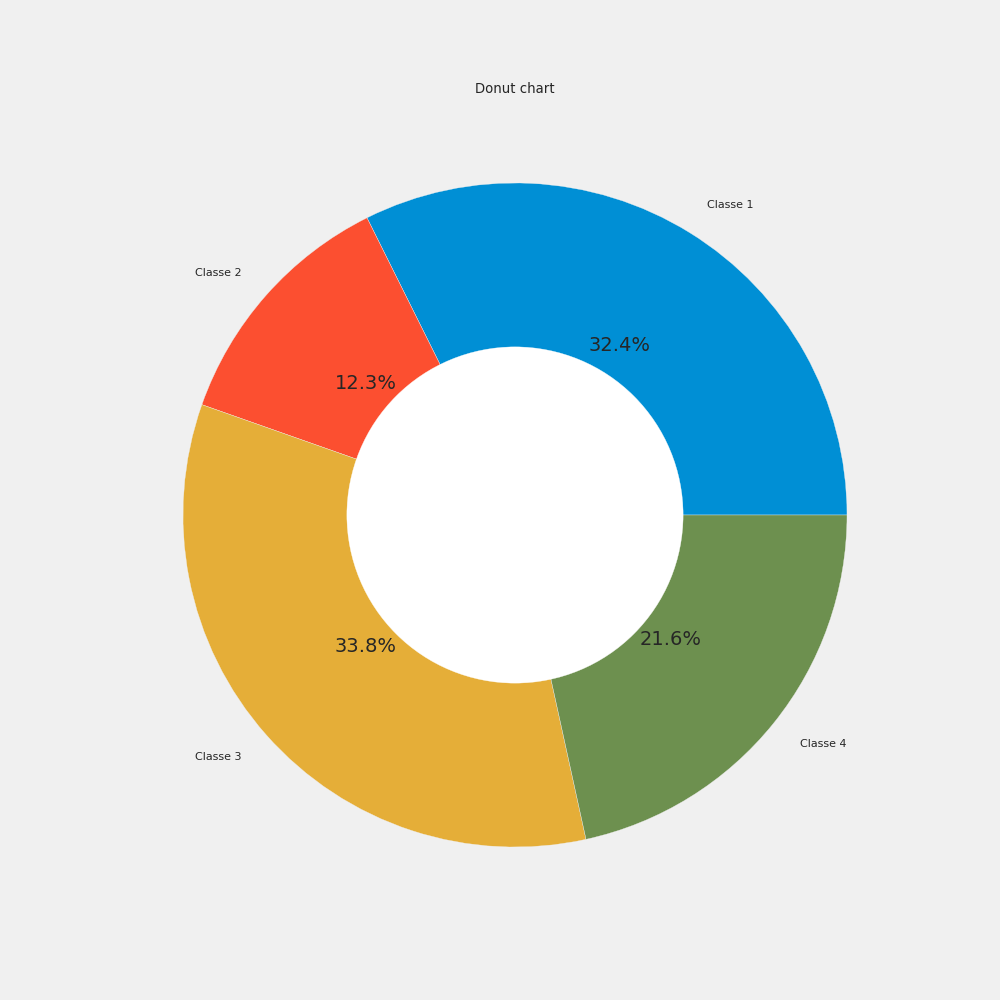 Donut chart
Classe 1
Classe 2
32.4%
12.3%
33.8%
21.6%
Classe 4
Classe 3